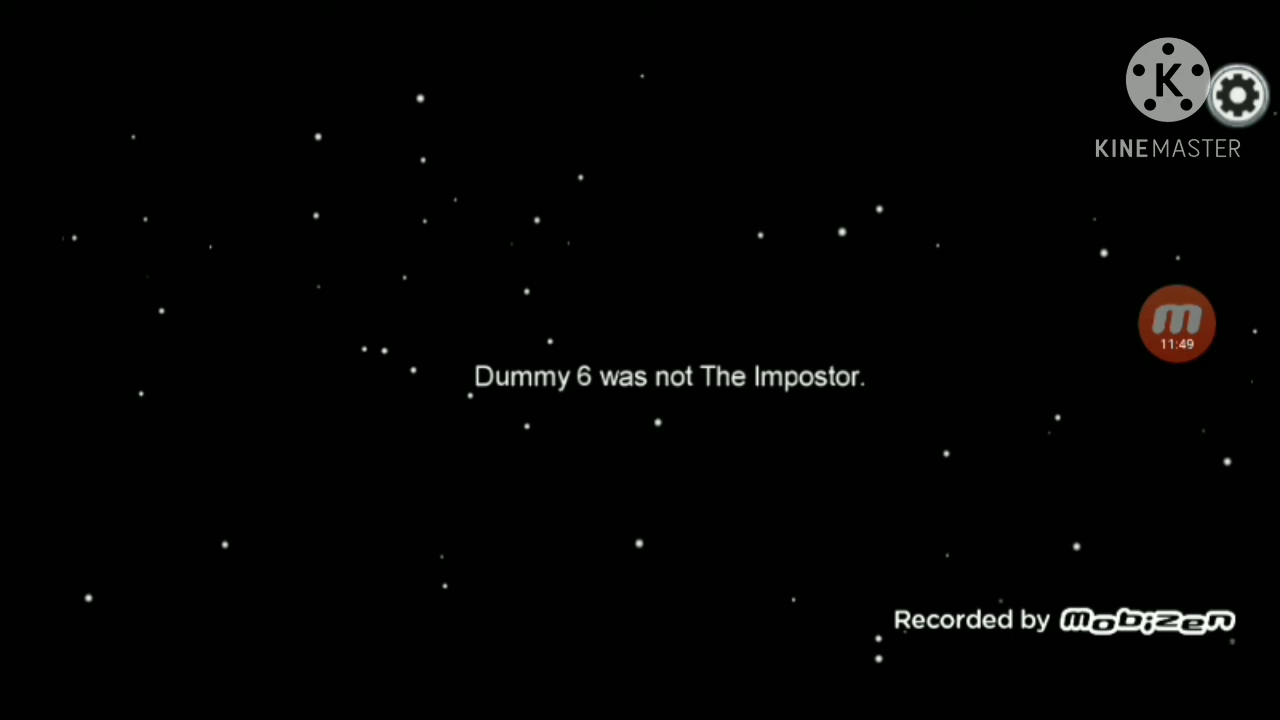 K
KINEMASTER
m
11:49
Dummy 6 was not The Impostor.
Recorded by mobizen